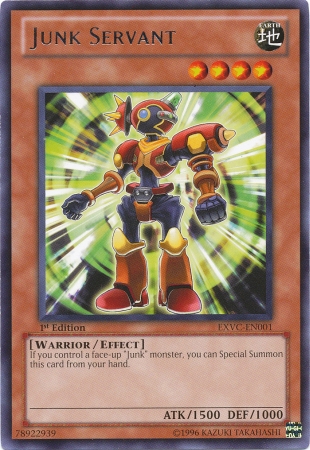 JUNK SERVANT
EARTH
地
1st Edition
EXVC-EN001
[WARRIOR / EFFECT]
If you control a face-up "Junk" monster, you can Special Summon
this card from your hand.
ATK/1500 DEF/1000
78922939
©1996 KAZUKI TAKAHASHI